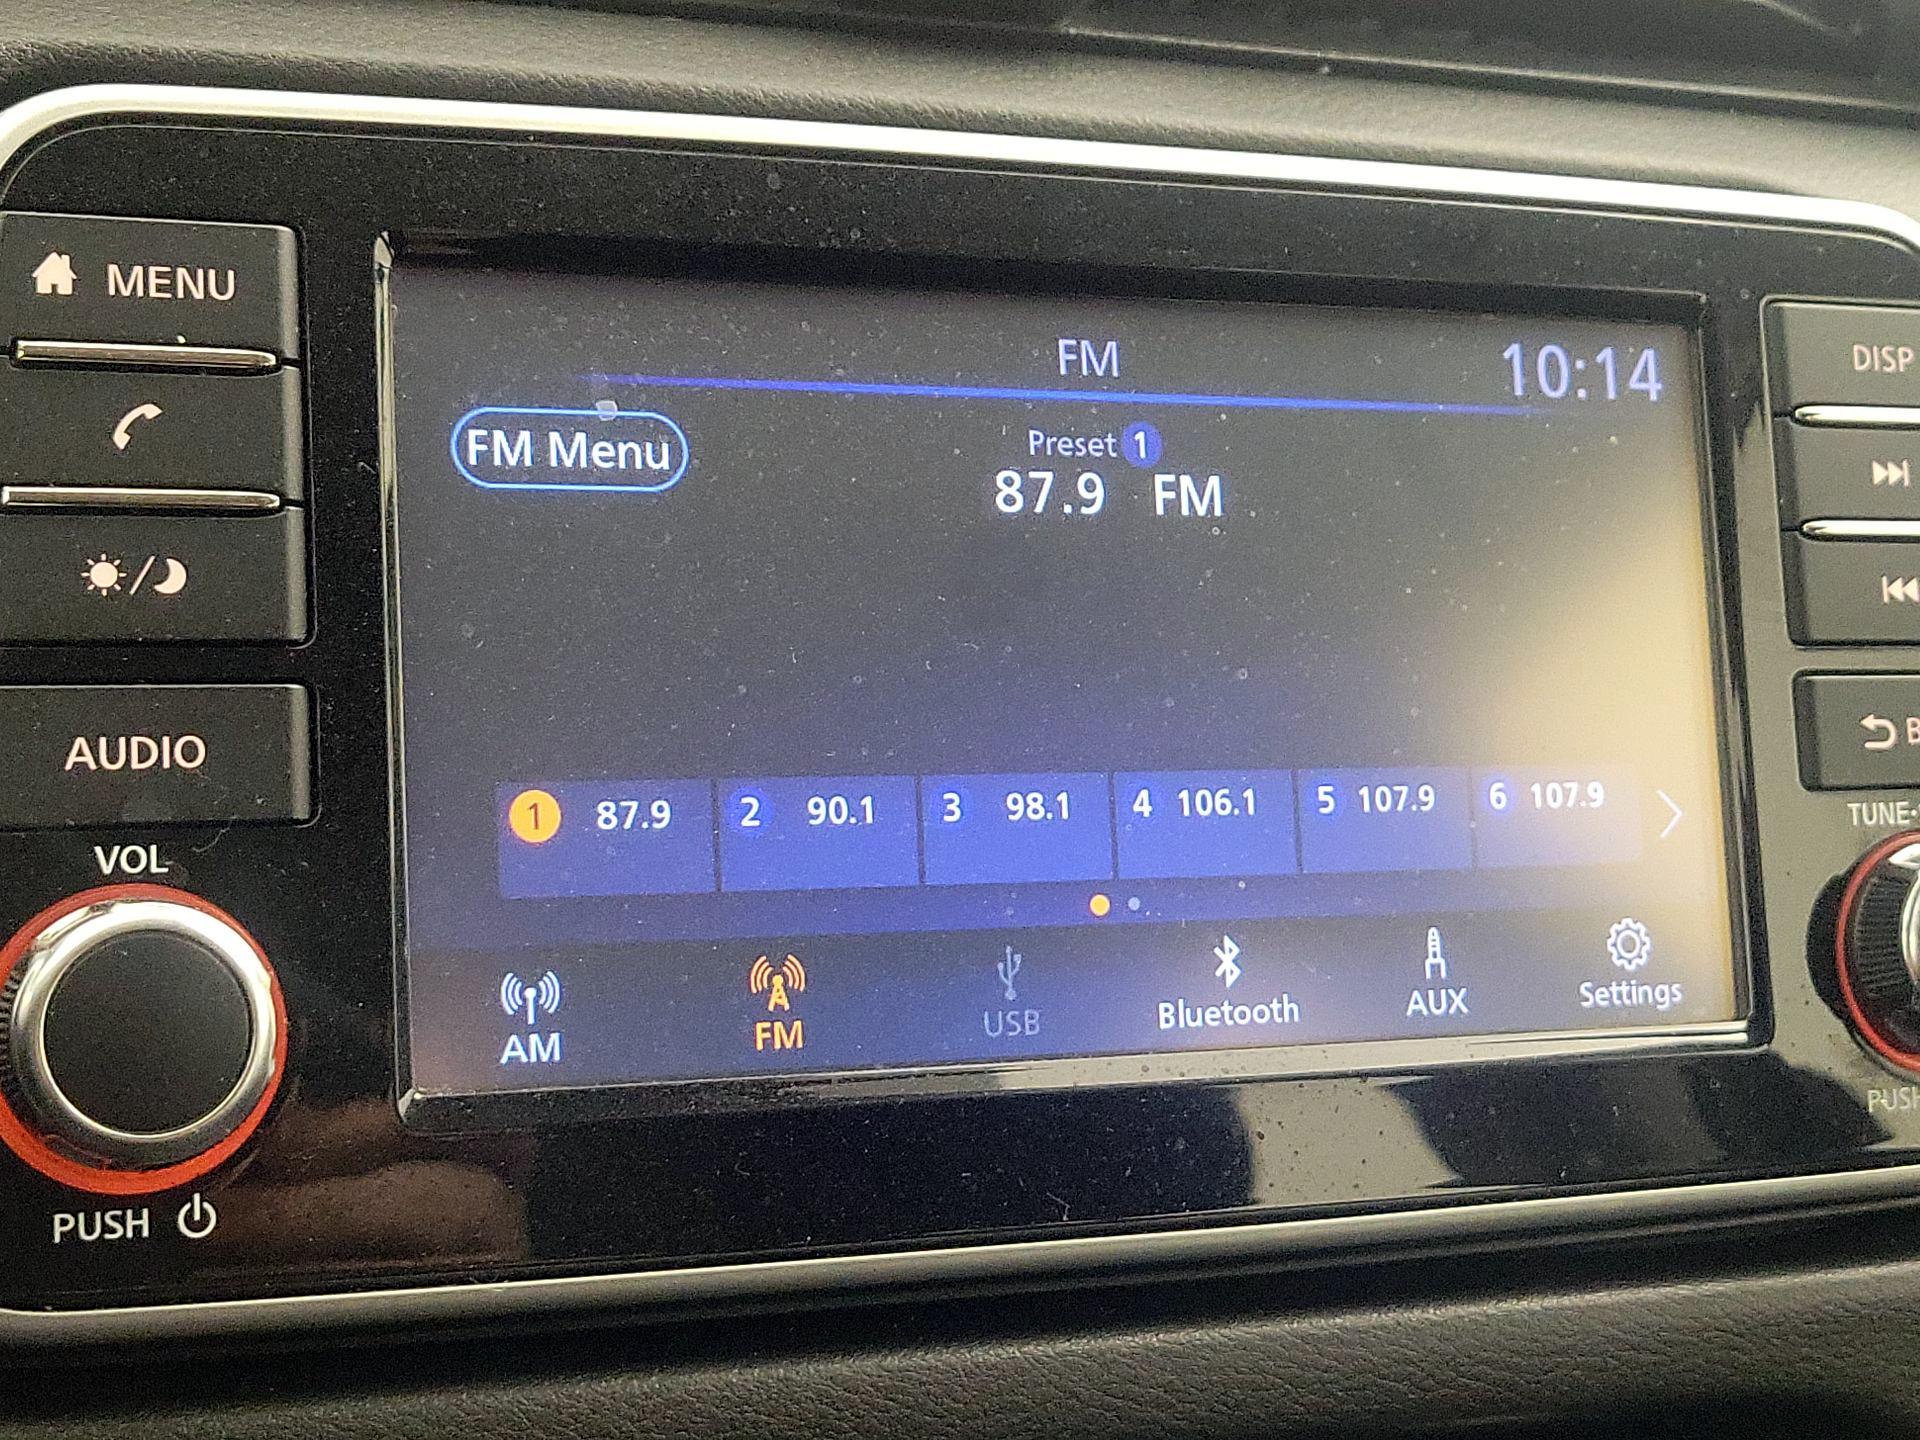 MENU
AUDIO
VOL
PUSH
FM
10:14
FM Menu
Preset 1
87.9 FM
1 87.9
2 90.1
3 98.1
4 106.1
5 107.9
6 107.9
AM
FM
USB
Bluetooth
AUX
Settings
DISP
B
TUNE·
PUSH